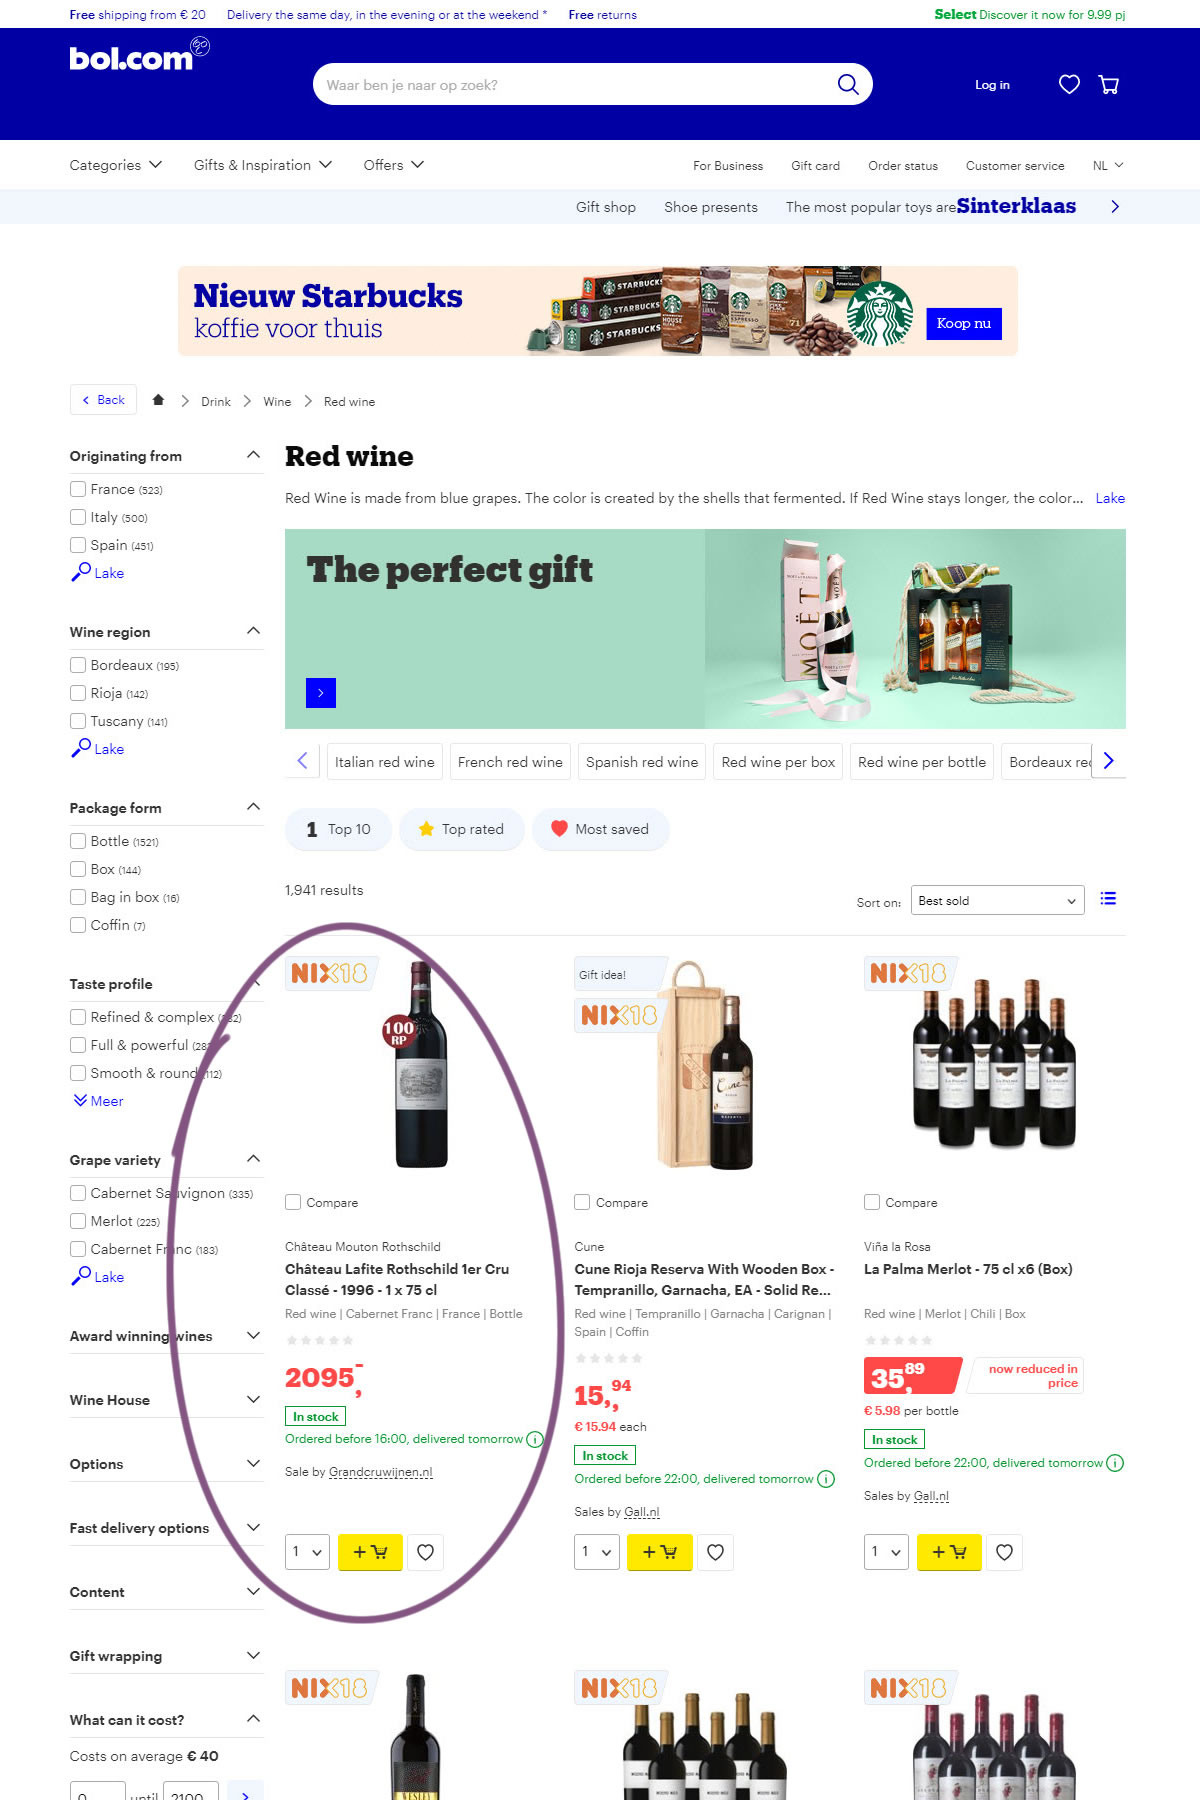 Free shipping from € 20
Delivery the same day, in the evening or at the weekend *
Free returns
Select Discover it now for 9.99 pj
bol.com
Waar ben je naar op zoek?
Log in
Categories
Gifts & Inspiration
Offers
For Business
Gift card
Order status
Customer service
NL
Gift shop
Shoe presents
The most popular toys are
Sinterklaas
Nieuw Starbucks
koffie voor thuis
STARBUCKS
STARBUCKS
STARBUCKS
Koop nu
Back
Drink
Wine
Red wine
Originating from
France (523)
Italy (500)
Spain (451)
Lake
Wine region
Bordeaux (195)
Rioja (142)
Tuscany (141)
Lake
Package form
Bottle (1521)
Box (144)
Bag in box (16)
Coffin (7)
Taste profile
Refined & complex
Full & powerful
Smooth & round
Meer
Grape variety
Cabernet Sauvignon (335)
Merlot (225)
Cabernet Franc (183)
Lake
Award winning wines
Wine House
Options
Fast delivery options
Content
Gift wrapping
What can it cost?
Costs on average € 40
0 until 2100
Red wine
Red Wine is made from blue grapes. The color is created by the shells that fermented. If Red Wine stays longer, the color... Lake
The perfect gift
MOËT
Italian red wine
French red wine
Spanish red wine
Red wine per box
Red wine per bottle
Bordeaux red
1 Top 10
Top rated
Most saved
1,941 results
Sort on:
Best sold
NIX18
100
RP
Compare
Château Mouton Rothschild
Château Lafite Rothschild 1er Cru
Classé - 1996 - 1 x 75 cl
Red wine | Cabernet Franc | France | Bottle
2095,-
In stock
Ordered before 16:00, delivered tomorrow
Sale by Grandcruwijnen.nl
1
+
Gift idea!
NIX18
Cune
Compare
Cune
Cune Rioja Reserva With Wooden Box -
Tempranillo, Garnacha, EA - Solid Re...
Red wine | Tempranillo | Garnacha | Carignan |
Spain | Coffin
15,,94
€ 15.94 each
In stock
Ordered before 22:00, delivered tomorrow
Sales by Gall.nl
1
+
NIX18
LA PALMA
Compare
Viña la Rosa
La Palma Merlot - 75 cl x6 (Box)
Red wine | Merlot | Chili | Box
35,89
now reduced in
price
€ 5.98 per bottle
In stock
Ordered before 22:00, delivered tomorrow
Sales by Gall.nl
1
+
NIX18
NIX18
NIX18